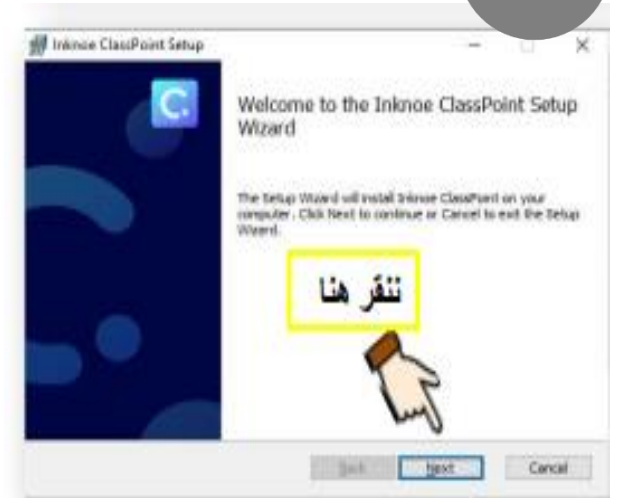 Inknoe ClassPoint Setup
C.
Welcome to the Inknoe ClassPoint Setup
Wizard
The Setup Wizard will install Inknoe ClassPoint on your
computer. Click Next to continue or Cancel to exit the Setup
Wizard.
ننقر هنا
Back Next Cancel